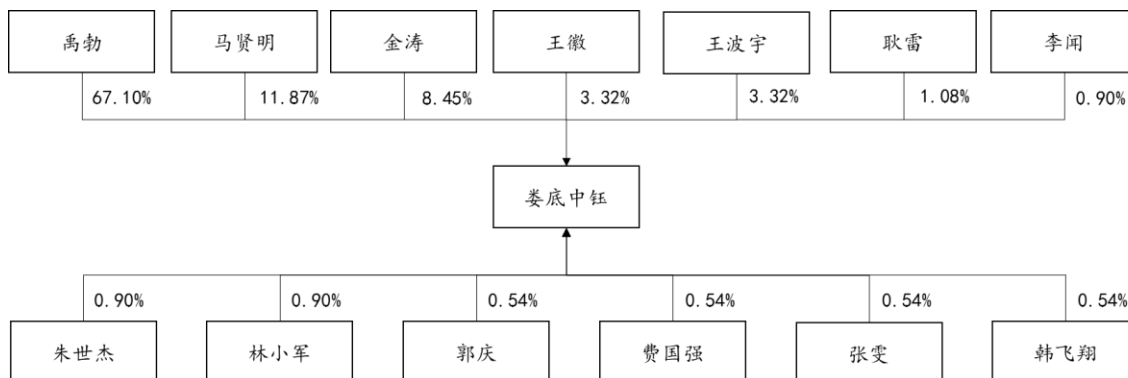 禹勃 马贤明 金涛 王徽 王波宇 耿雷 李闻
67.10% 11.87% 8.45% 3.32% 3.32% 1.08% 0.90%
娄底中钰
0.90% 0.90% 0.54% 0.54% 0.54% 0.54%
朱世杰 林小军 郭庆 费国强 张雯 韩飞翔